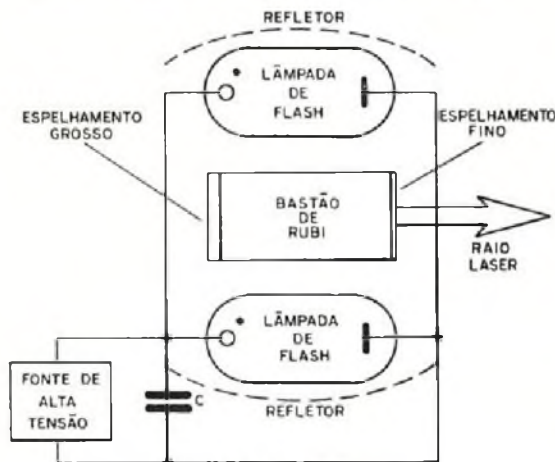 REFLETOR
LÂMPADA
DE
FLASH
ESPELHAMENTO
GROSSO
ESPELHAMENTO
FINO
BASTÃO
DE
RUBI
RAIO
LASER
LÂMPADA
DE
FLASH
FONTE DE
ALTA
TENSÃO
C
REFLETOR